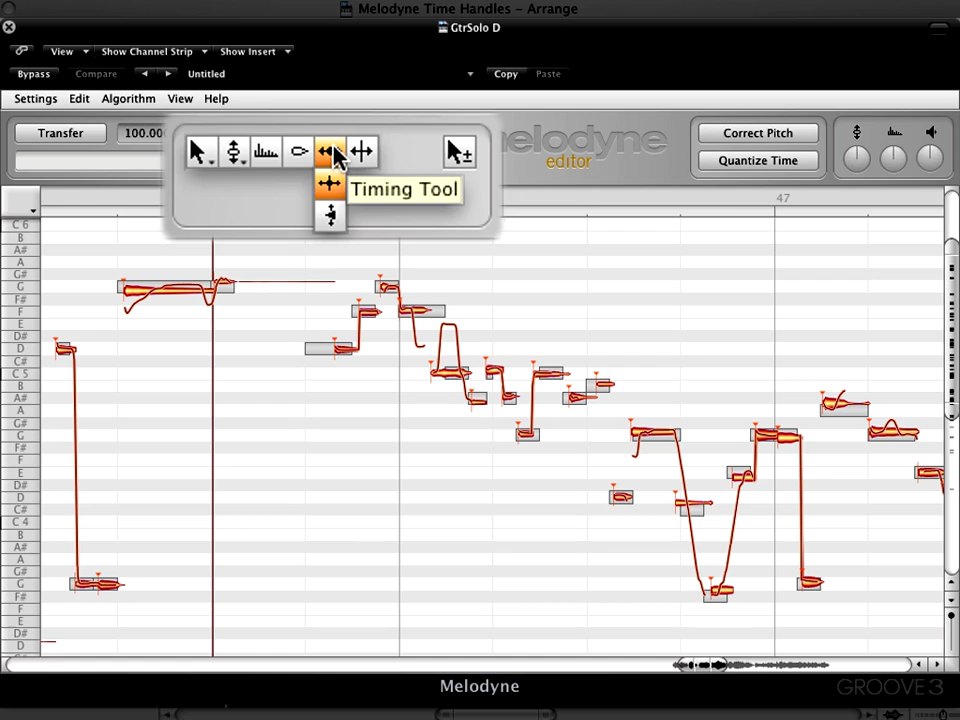 Melodyne Time Handles - Arrange
GtrSolo D
View Show Channel Strip Show Insert
Bypass Compare Untitled Copy Paste
Settings Edit Algorithm View Help
Transfer 100.00
melodyne
editor
Correct Pitch
Quantize Time
Timing Tool
47
C 6
B
A#
A
G#
G
F#
F
E
D#
D
C#
C 5
B
A#
A
G#
G
F#
F
E
D#
D
C#
C 4
B
A#
A
G#
G
F#
F
E
D#
D
Melodyne
GROOVE3